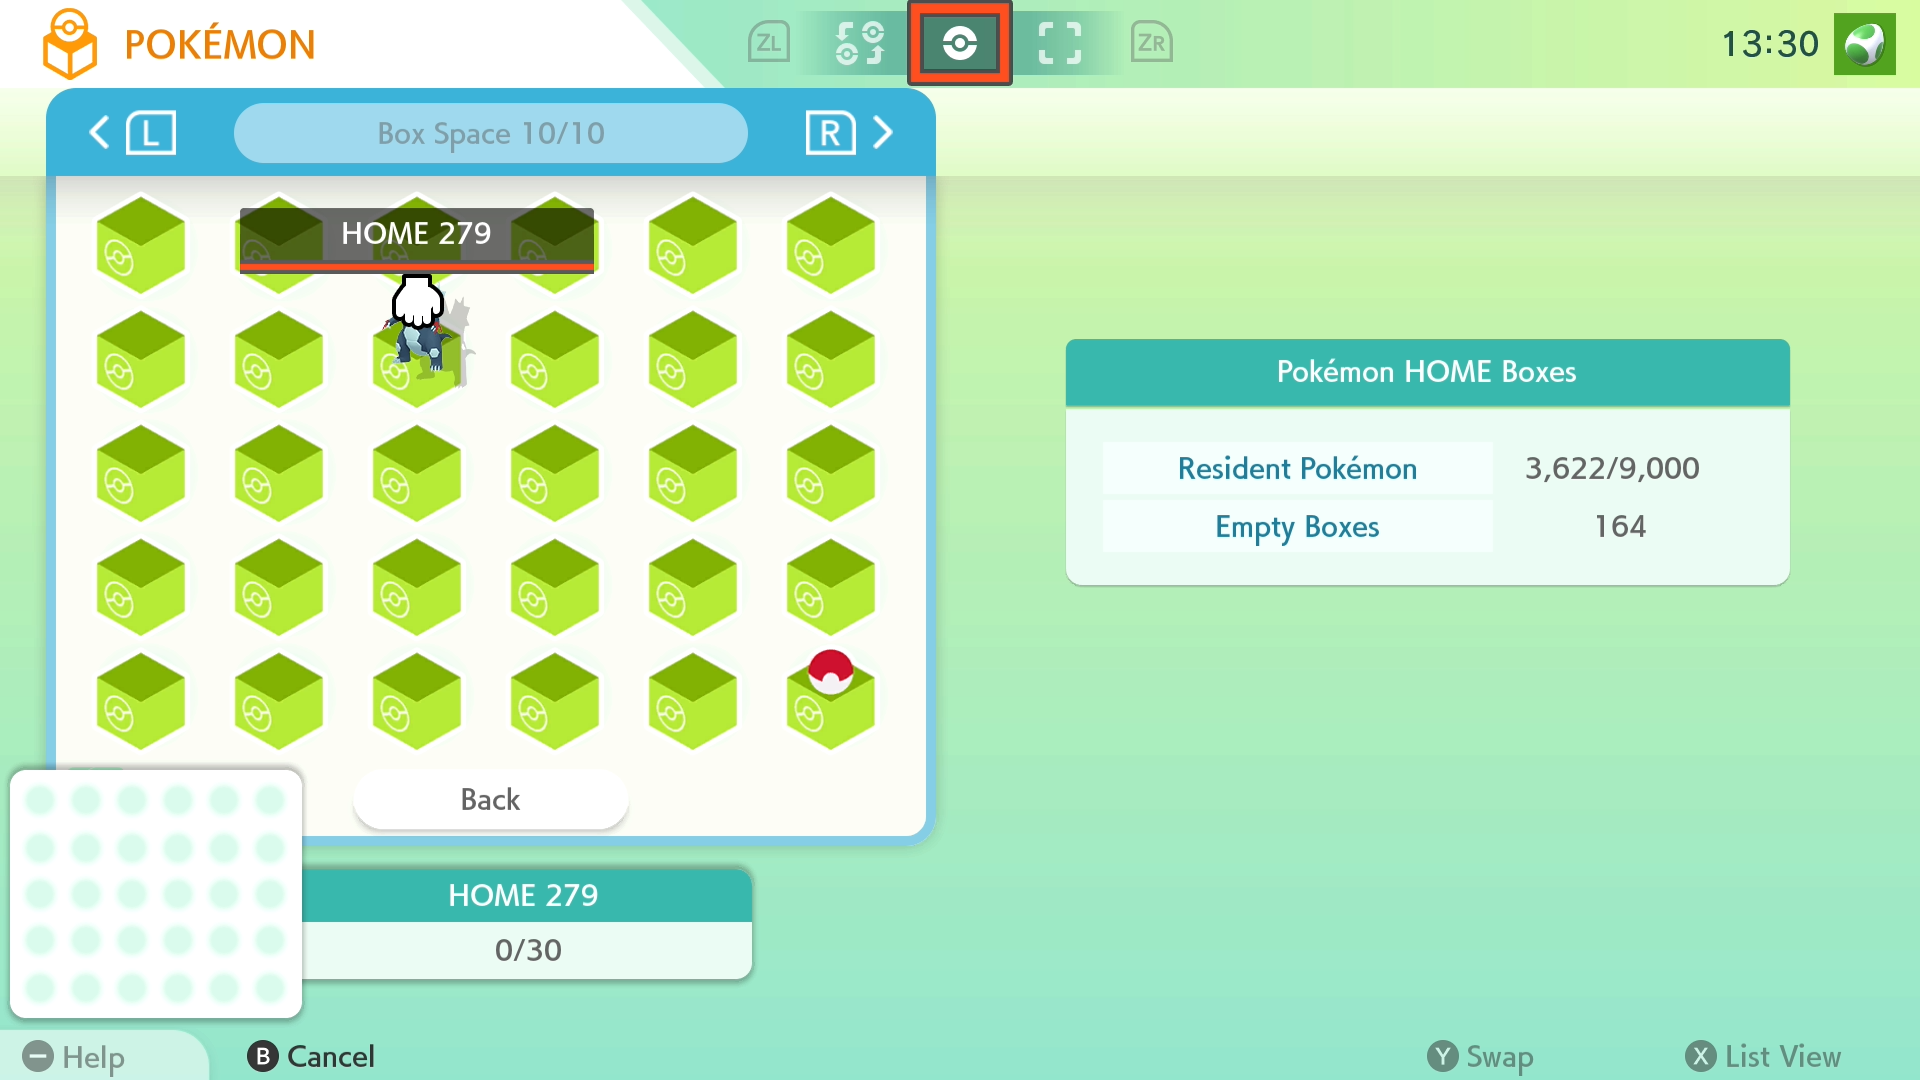 POKÉMON
ZL
ZR
13:30
L
Box Space 10/10
R
HOME 279
Pokémon HOME Boxes
Resident Pokémon 3,622/9,000
Empty Boxes 164
Back
HOME 279
0/30
Help
B Cancel
Y Swap
X List View